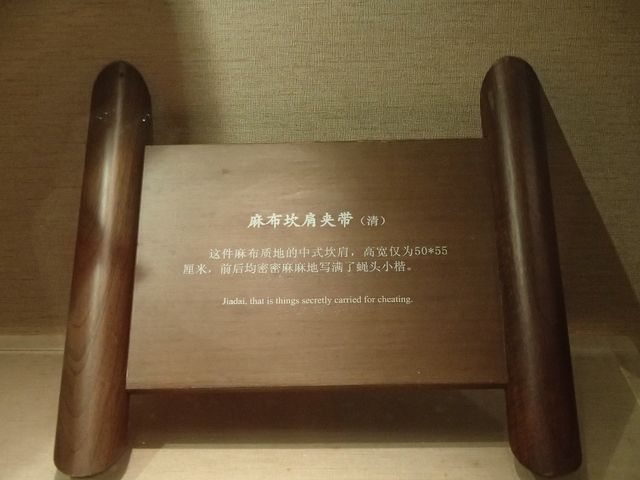 麻布坎肩夹带（清）
这件麻布质地的中式坎肩，高宽仅为50*55
厘米，前后均密密麻麻地写满了蝇头小楷。
Jiadai, that is things secretly carried for cheating.